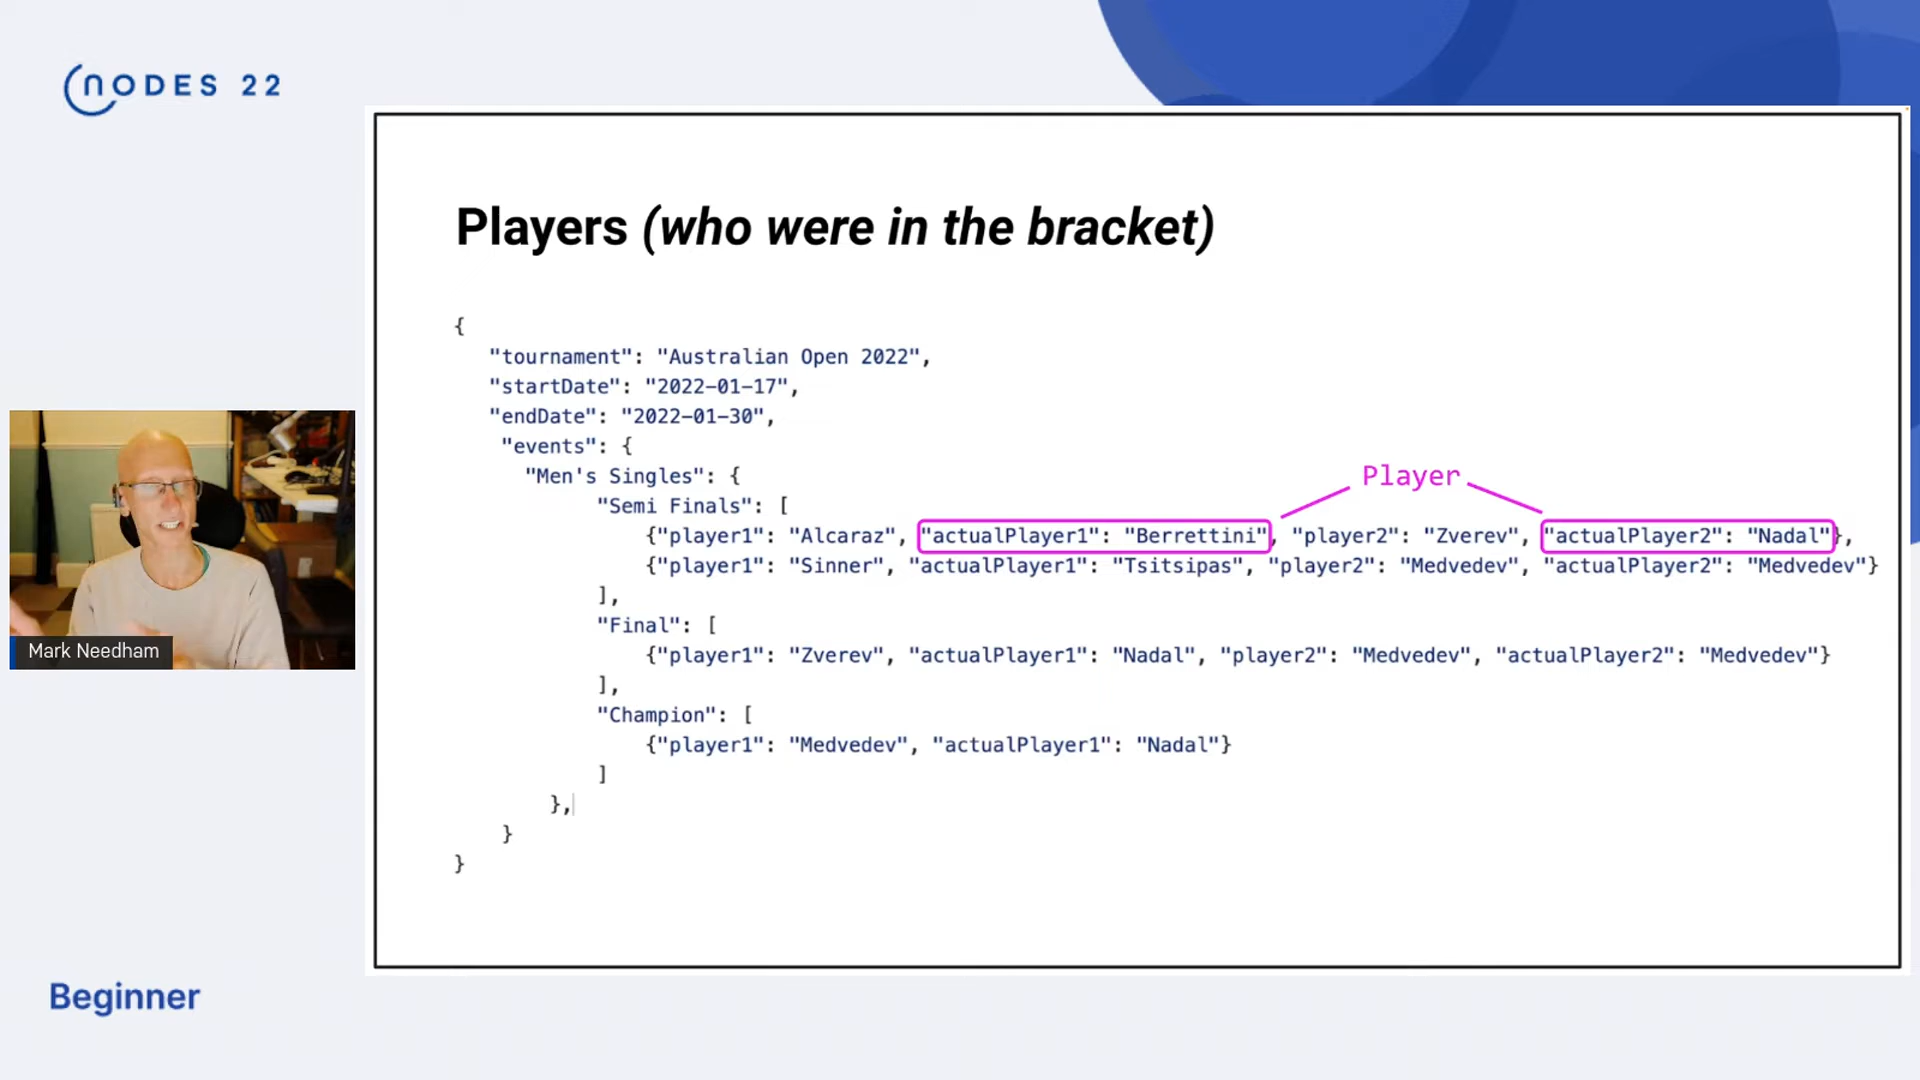 NODES 22
Players (who were in the bracket)
{
"tournament": "Australian Open 2022",
"startDate": "2022-01-17",
"endDate": "2022-01-30",
"events": {
"Men's Singles": {
Player
"Semi Finals": [
{"player1": "Alcaraz", "actualPlayer1": "Berrettini", "player2": "Zverev", "actualPlayer2": "Nadal"},
{"player1": "Sinner", "actualPlayer1": "Tsitsipas", "player2": "Medvedev", "actualPlayer2": "Medvedev"}
],
"Final": [
{"player1": "Zverev", "actualPlayer1": "Nadal", "player2": "Medvedev", "actualPlayer2": "Medvedev"}
],
"Champion": [
{"player1": "Medvedev", "actualPlayer1": "Nadal"}
]
},
}
}
Mark Needham
Beginner